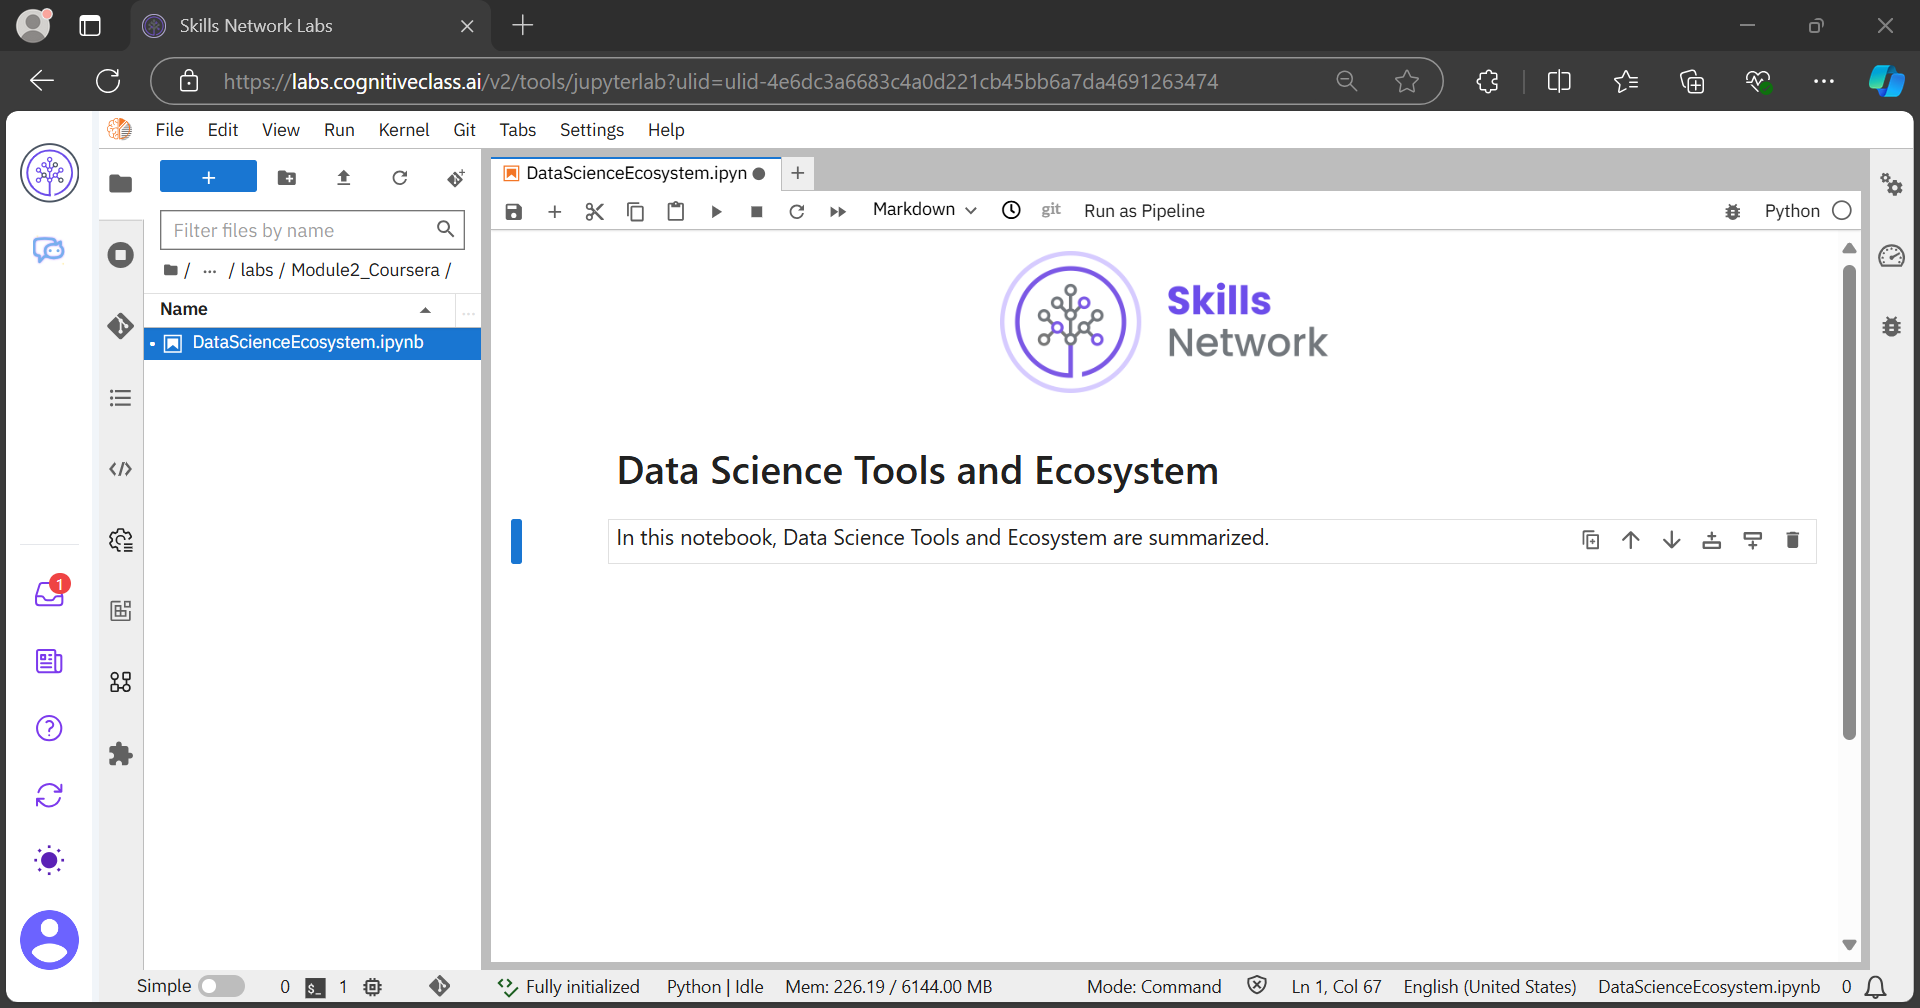 Skills Network Labs
https://labs.cognitiveclass.ai/v2/tools/jupyterlab?ulid=ulid-4e6dc3a6683c4a0d221cb45bb6a7da4691263474
File Edit View Run Kernel Git Tabs Settings Help
DataScienceEcosystem.ipyn
Markdown git Run as Pipeline Python
Filter files by name
/ ... / labs / Module2_Coursera /
Name ...
DataScienceEcosystem.ipynb
Skills
Network
Data Science Tools and Ecosystem
In this notebook, Data Science Tools and Ecosystem are summarized.
1
Simple 0 $_ 1 Fully initialized Python | Idle Mem: 226.19 / 6144.00 MB Mode: Command Ln 1, Col 67 English (United States) DataScienceEcosystem.ipynb 0